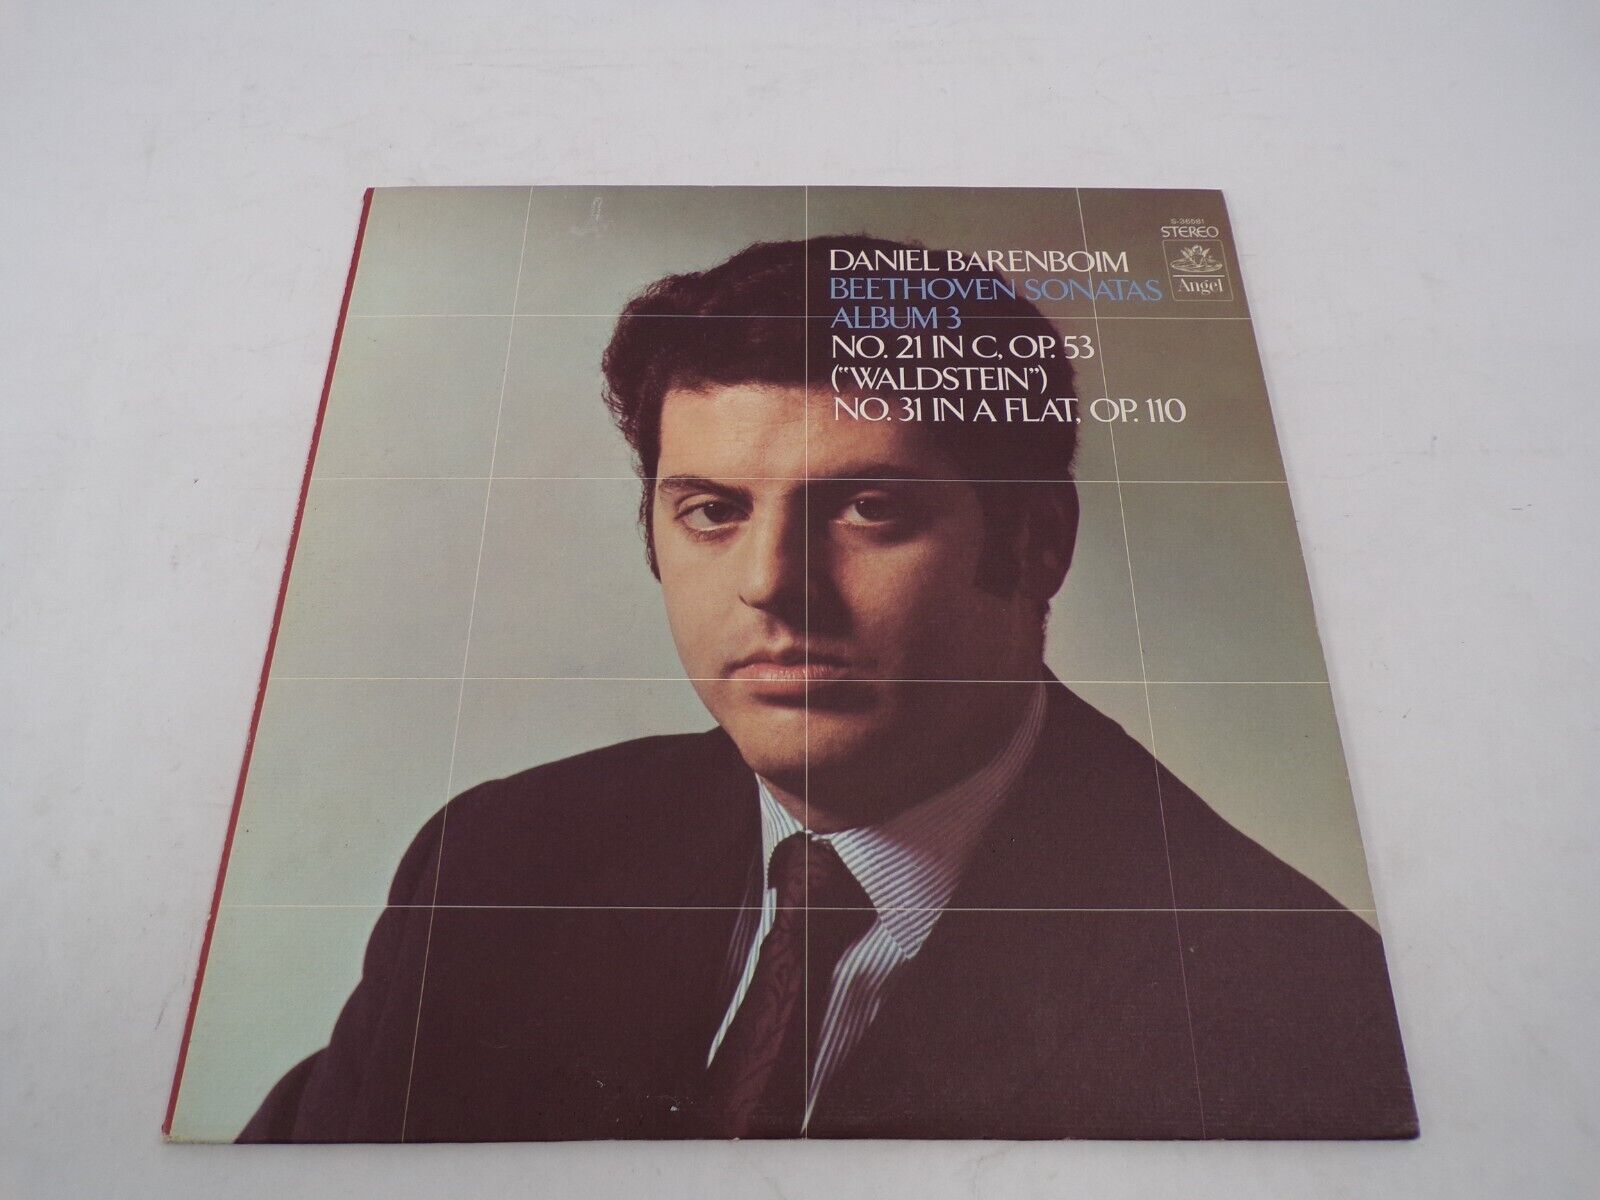 S-36581
STEREO
Angel
DANIEL BARENBOIM
BEETHOVEN SONATAS
ALBUM 3
NO. 21 IN C, OP. 53
("WALDSTEIN")
NO. 31 IN A FLAT, OP. 110